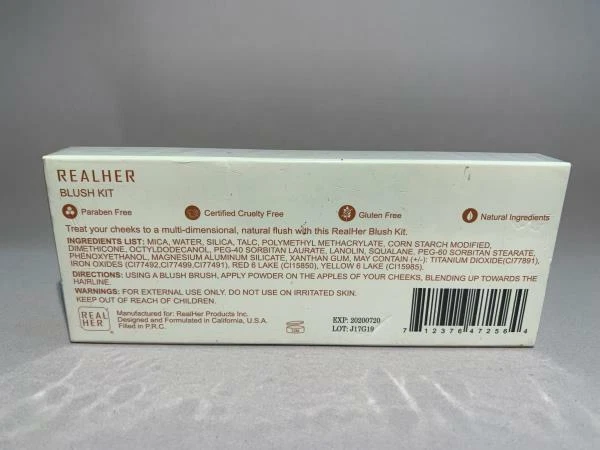 REALHER
BLUSH KIT
Paraben Free
Certified Cruelty Free
Gluten Free
Natural Ingredients
Treat your cheeks to a multi-dimensional, natural flush with this RealHer Blush Kit.
INGREDIENTS LIST: MICA, WATER, SILICA, TALC, POLYMETHYL METHACRYLATE, CORN STARCH MODIFIED,
DIMETHICONE, OCTYLDODECANOL, PEG-40 SORBITAN LAURATE, LANOLIN, SQUALANE, PEG-60 SORBITAN STEARATE,
PHENOXYETHANOL, MAGNESIUM ALUMINUM SILICATE, XANTHAN GUM, MAY CONTAIN (+/-): TITANIUM DIOXIDE(CI77891),
IRON OXIDES (CI77492,CI77499,CI77491), RED 6 LAKE (CI15850), YELLOW 6 LAKE (CI15985).
DIRECTIONS: USING A BLUSH BRUSH, APPLY POWDER ON THE APPLES OF YOUR CHEEKS, BLENDING UP TOWARDS THE
HAIRLINE.
WARNINGS: FOR EXTERNAL USE ONLY. DO NOT USE ON IRRITATED SKIN.
KEEP OUT OF REACH OF CHILDREN.
REAL
HER
Manufactured for: RealHer Products Inc.
Designed and Formulated in California, U.S.A.
Filled in P.R.C.
EXP: 20200720
LOT: J17G19
7 12376 47256 4